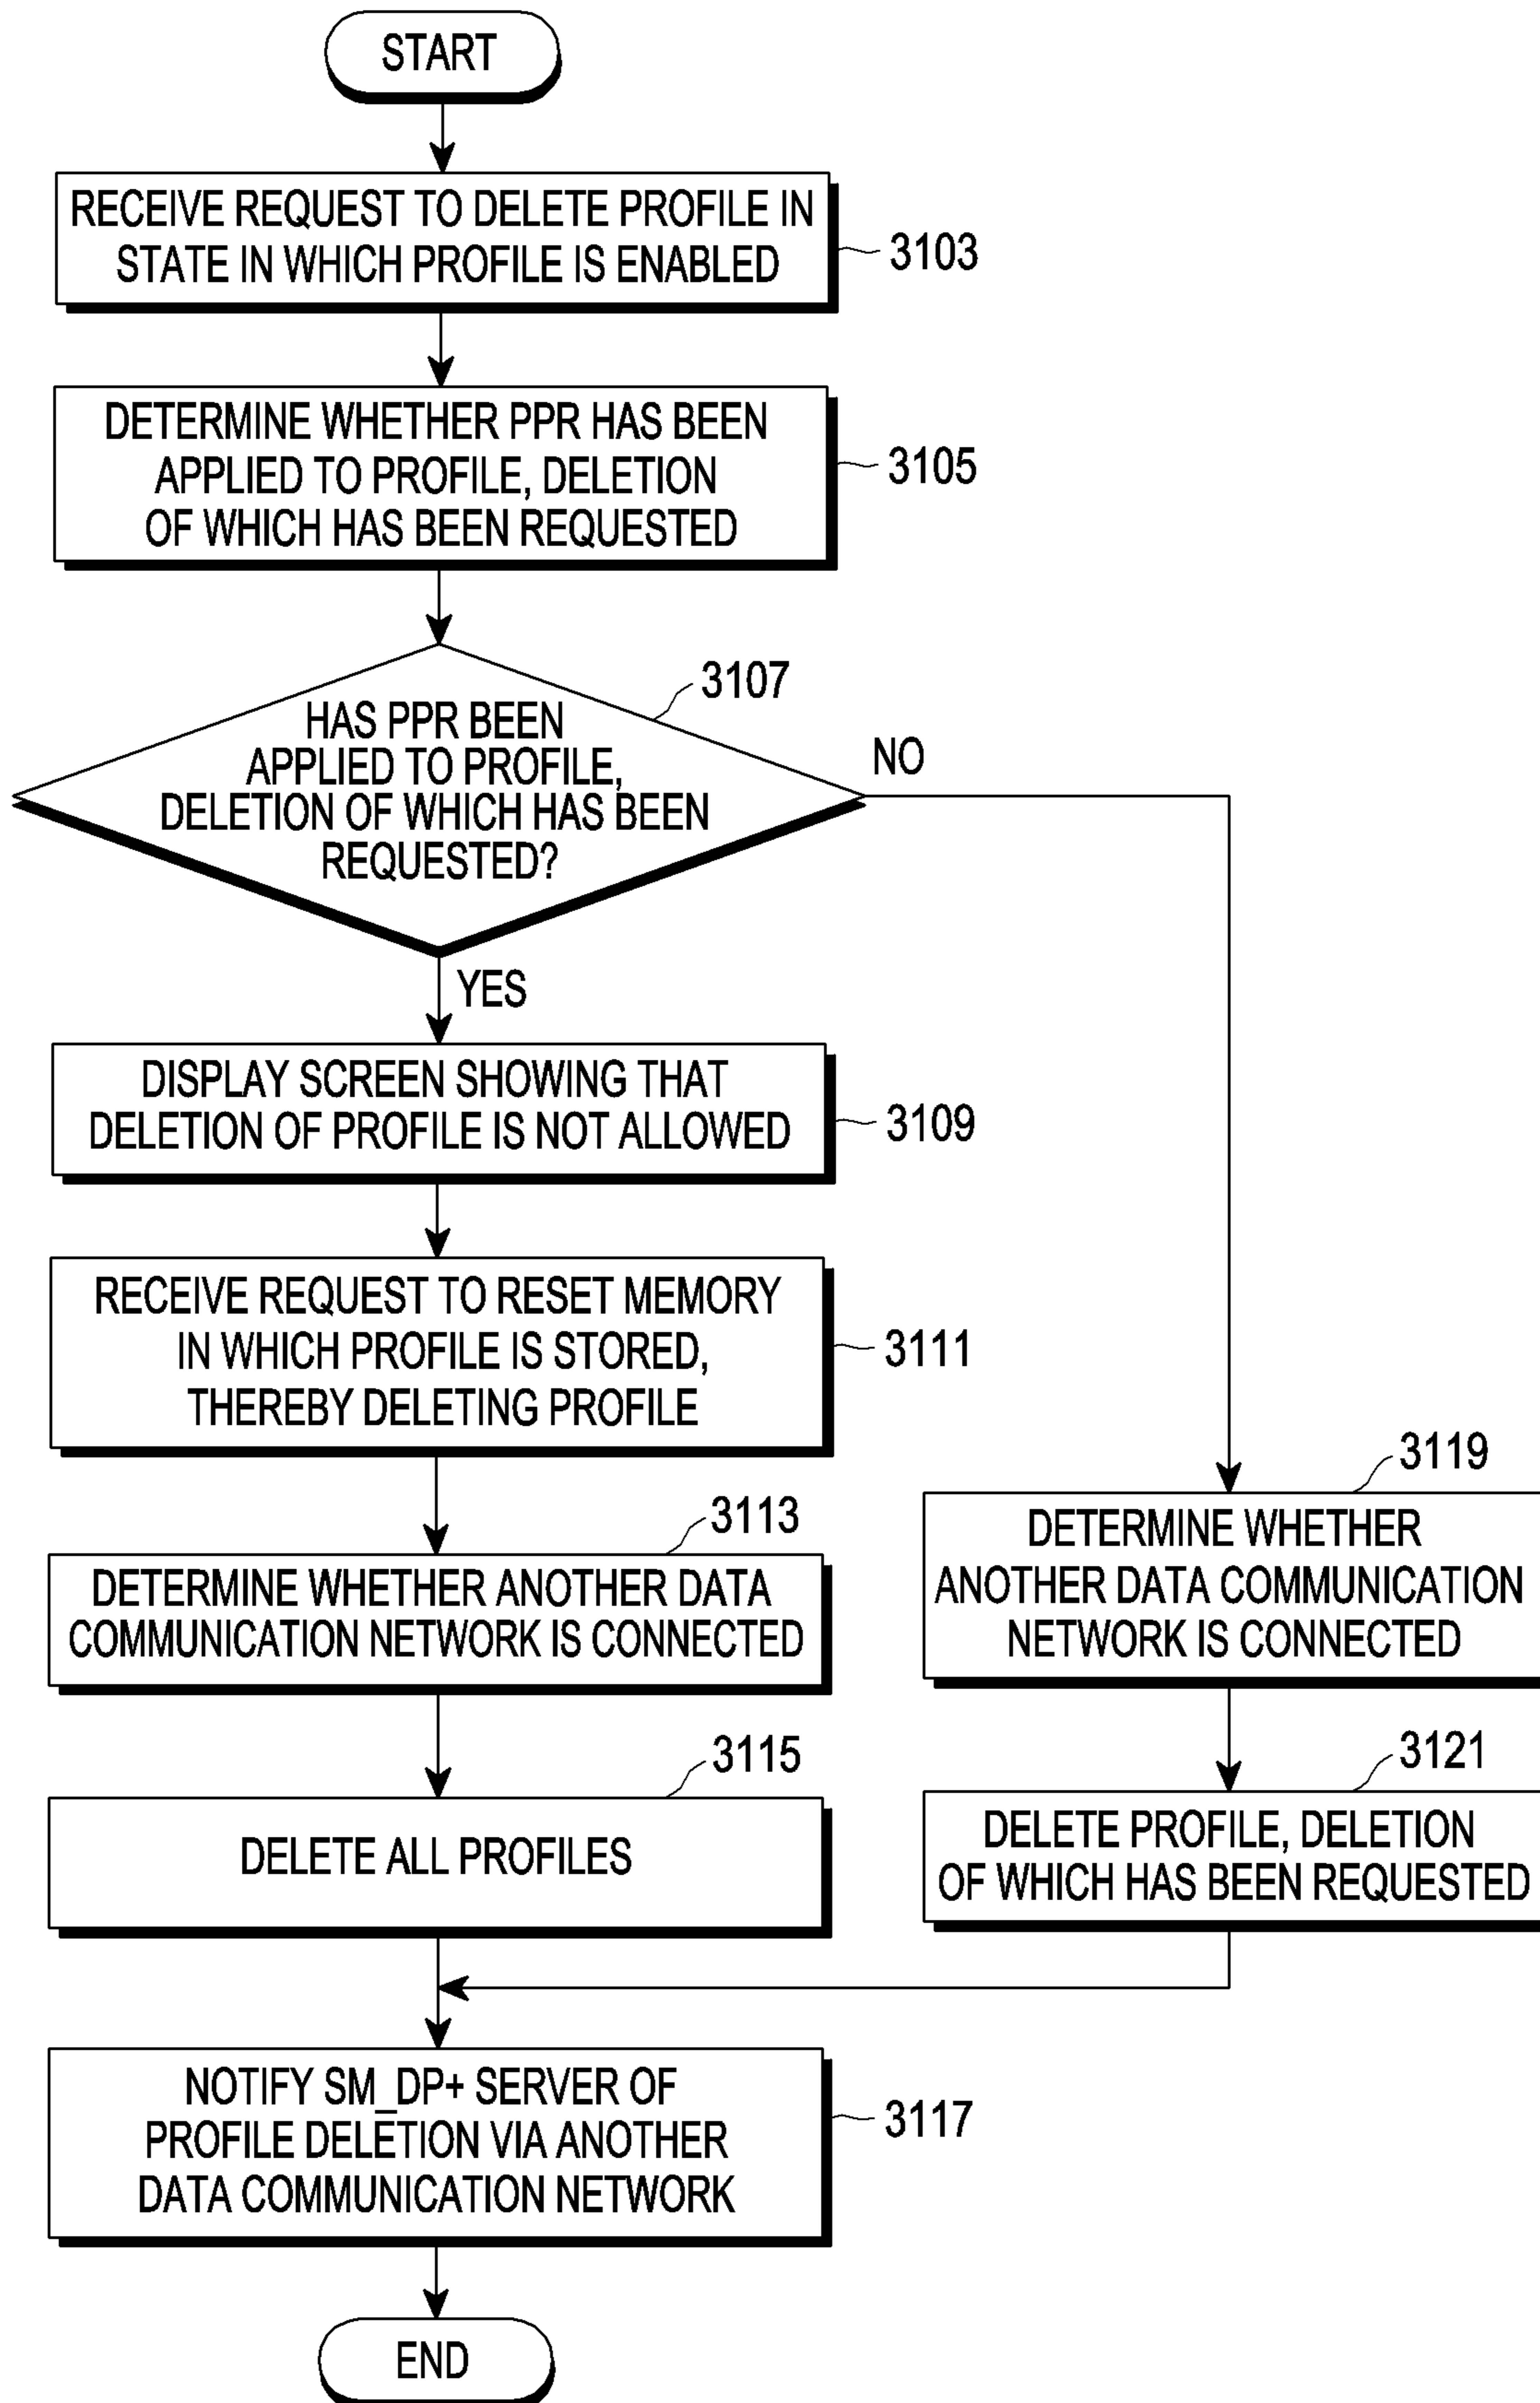 START
RECEIVE REQUEST TO DELETE PROFILE IN
STATE IN WHICH PROFILE IS ENABLED
3103
DETERMINE WHETHER PPR HAS BEEN
APPLIED TO PROFILE, DELETION
OF WHICH HAS BEEN REQUESTED
3105
3107
HAS PPR BEEN
APPLIED TO PROFILE,
DELETION OF WHICH HAS BEEN
REQUESTED?
NO
YES
DISPLAY SCREEN SHOWING THAT
DELETION OF PROFILE IS NOT ALLOWED
3109
RECEIVE REQUEST TO RESET MEMORY
IN WHICH PROFILE IS STORED,
THEREBY DELETING PROFILE
3111
3113
DETERMINE WHETHER ANOTHER DATA
COMMUNICATION NETWORK IS CONNECTED
3115
DELETE ALL PROFILES
3119
DETERMINE WHETHER
ANOTHER DATA COMMUNICATION
NETWORK IS CONNECTED
3121
DELETE PROFILE, DELETION
OF WHICH HAS BEEN REQUESTED
NOTIFY SM_DP+ SERVER OF
PROFILE DELETION VIA ANOTHER
DATA COMMUNICATION NETWORK
3117
END